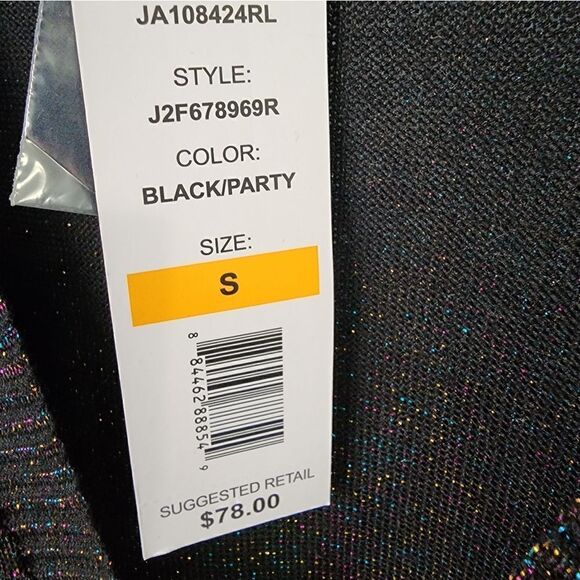 JA108424RL
STYLE:
J2F678969R
COLOR:
BLACK/PARTY
SIZE:
S
8 84462 88854 9
SUGGESTED RETAIL
$78.00